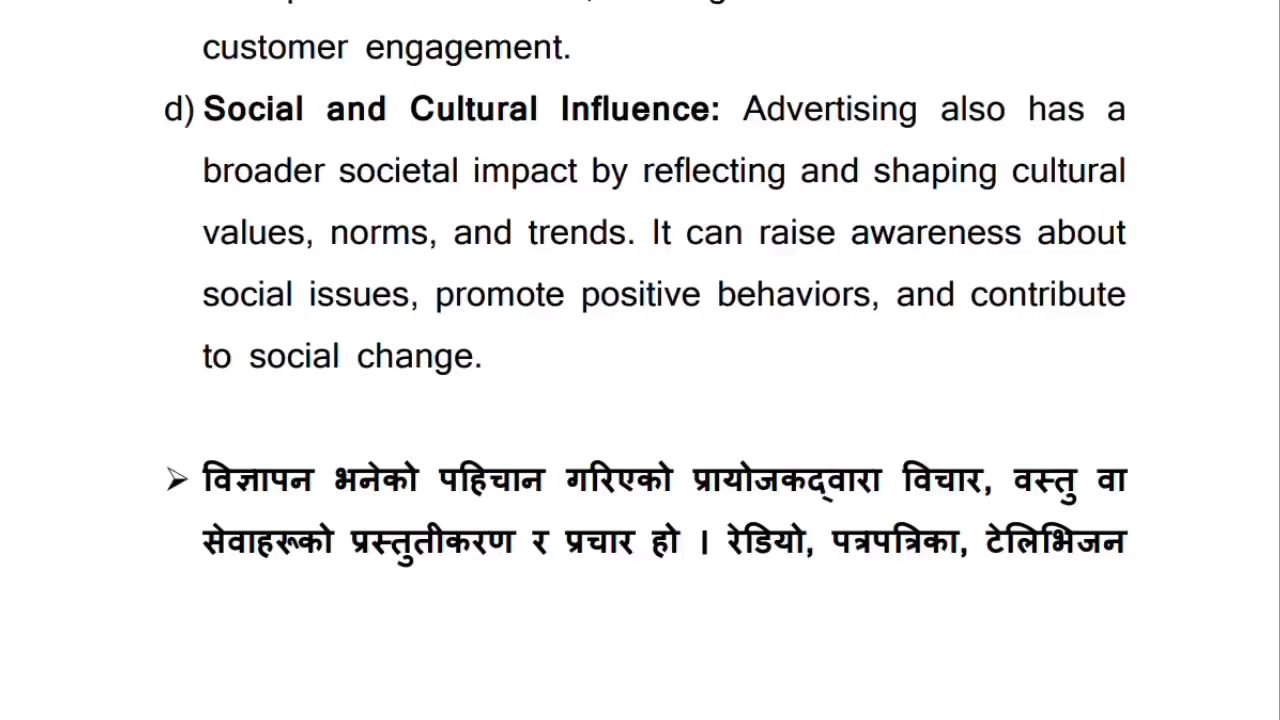 customer engagement.
d) Social and Cultural Influence: Advertising also has a
broader societal impact by reflecting and shaping cultural
values, norms, and trends. It can raise awareness about
social issues, promote positive behaviors, and contribute
to social change.
➢ विज्ञापन भनेको पहिचान गरिएको प्रायोजकद्वारा विचार, वस्तु वा
सेवाहरूको प्रस्तुतीकरण र प्रचार हो । रेडियो, पत्रपत्रिका, टेलिभिजन